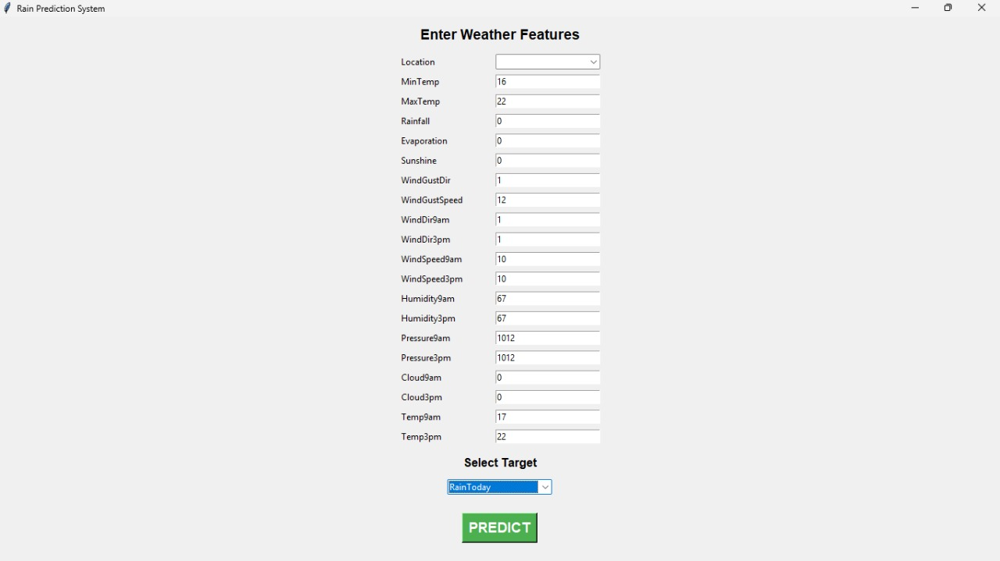 Rain Prediction System
Enter Weather Features
Location
MinTemp 16
MaxTemp 22
Rainfall 0
Evaporation 0
Sunshine 0
WindGustDir 1
WindGustSpeed 12
WindDir9am 1
WindDir3pm 1
WindSpeed9am 10
WindSpeed3pm 10
Humidity9am 67
Humidity3pm 67
Pressure9am 1012
Pressure3pm 1012
Cloud9am 0
Cloud3pm 0
Temp9am 17
Temp3pm 22
Select Target
RainToday
PREDICT